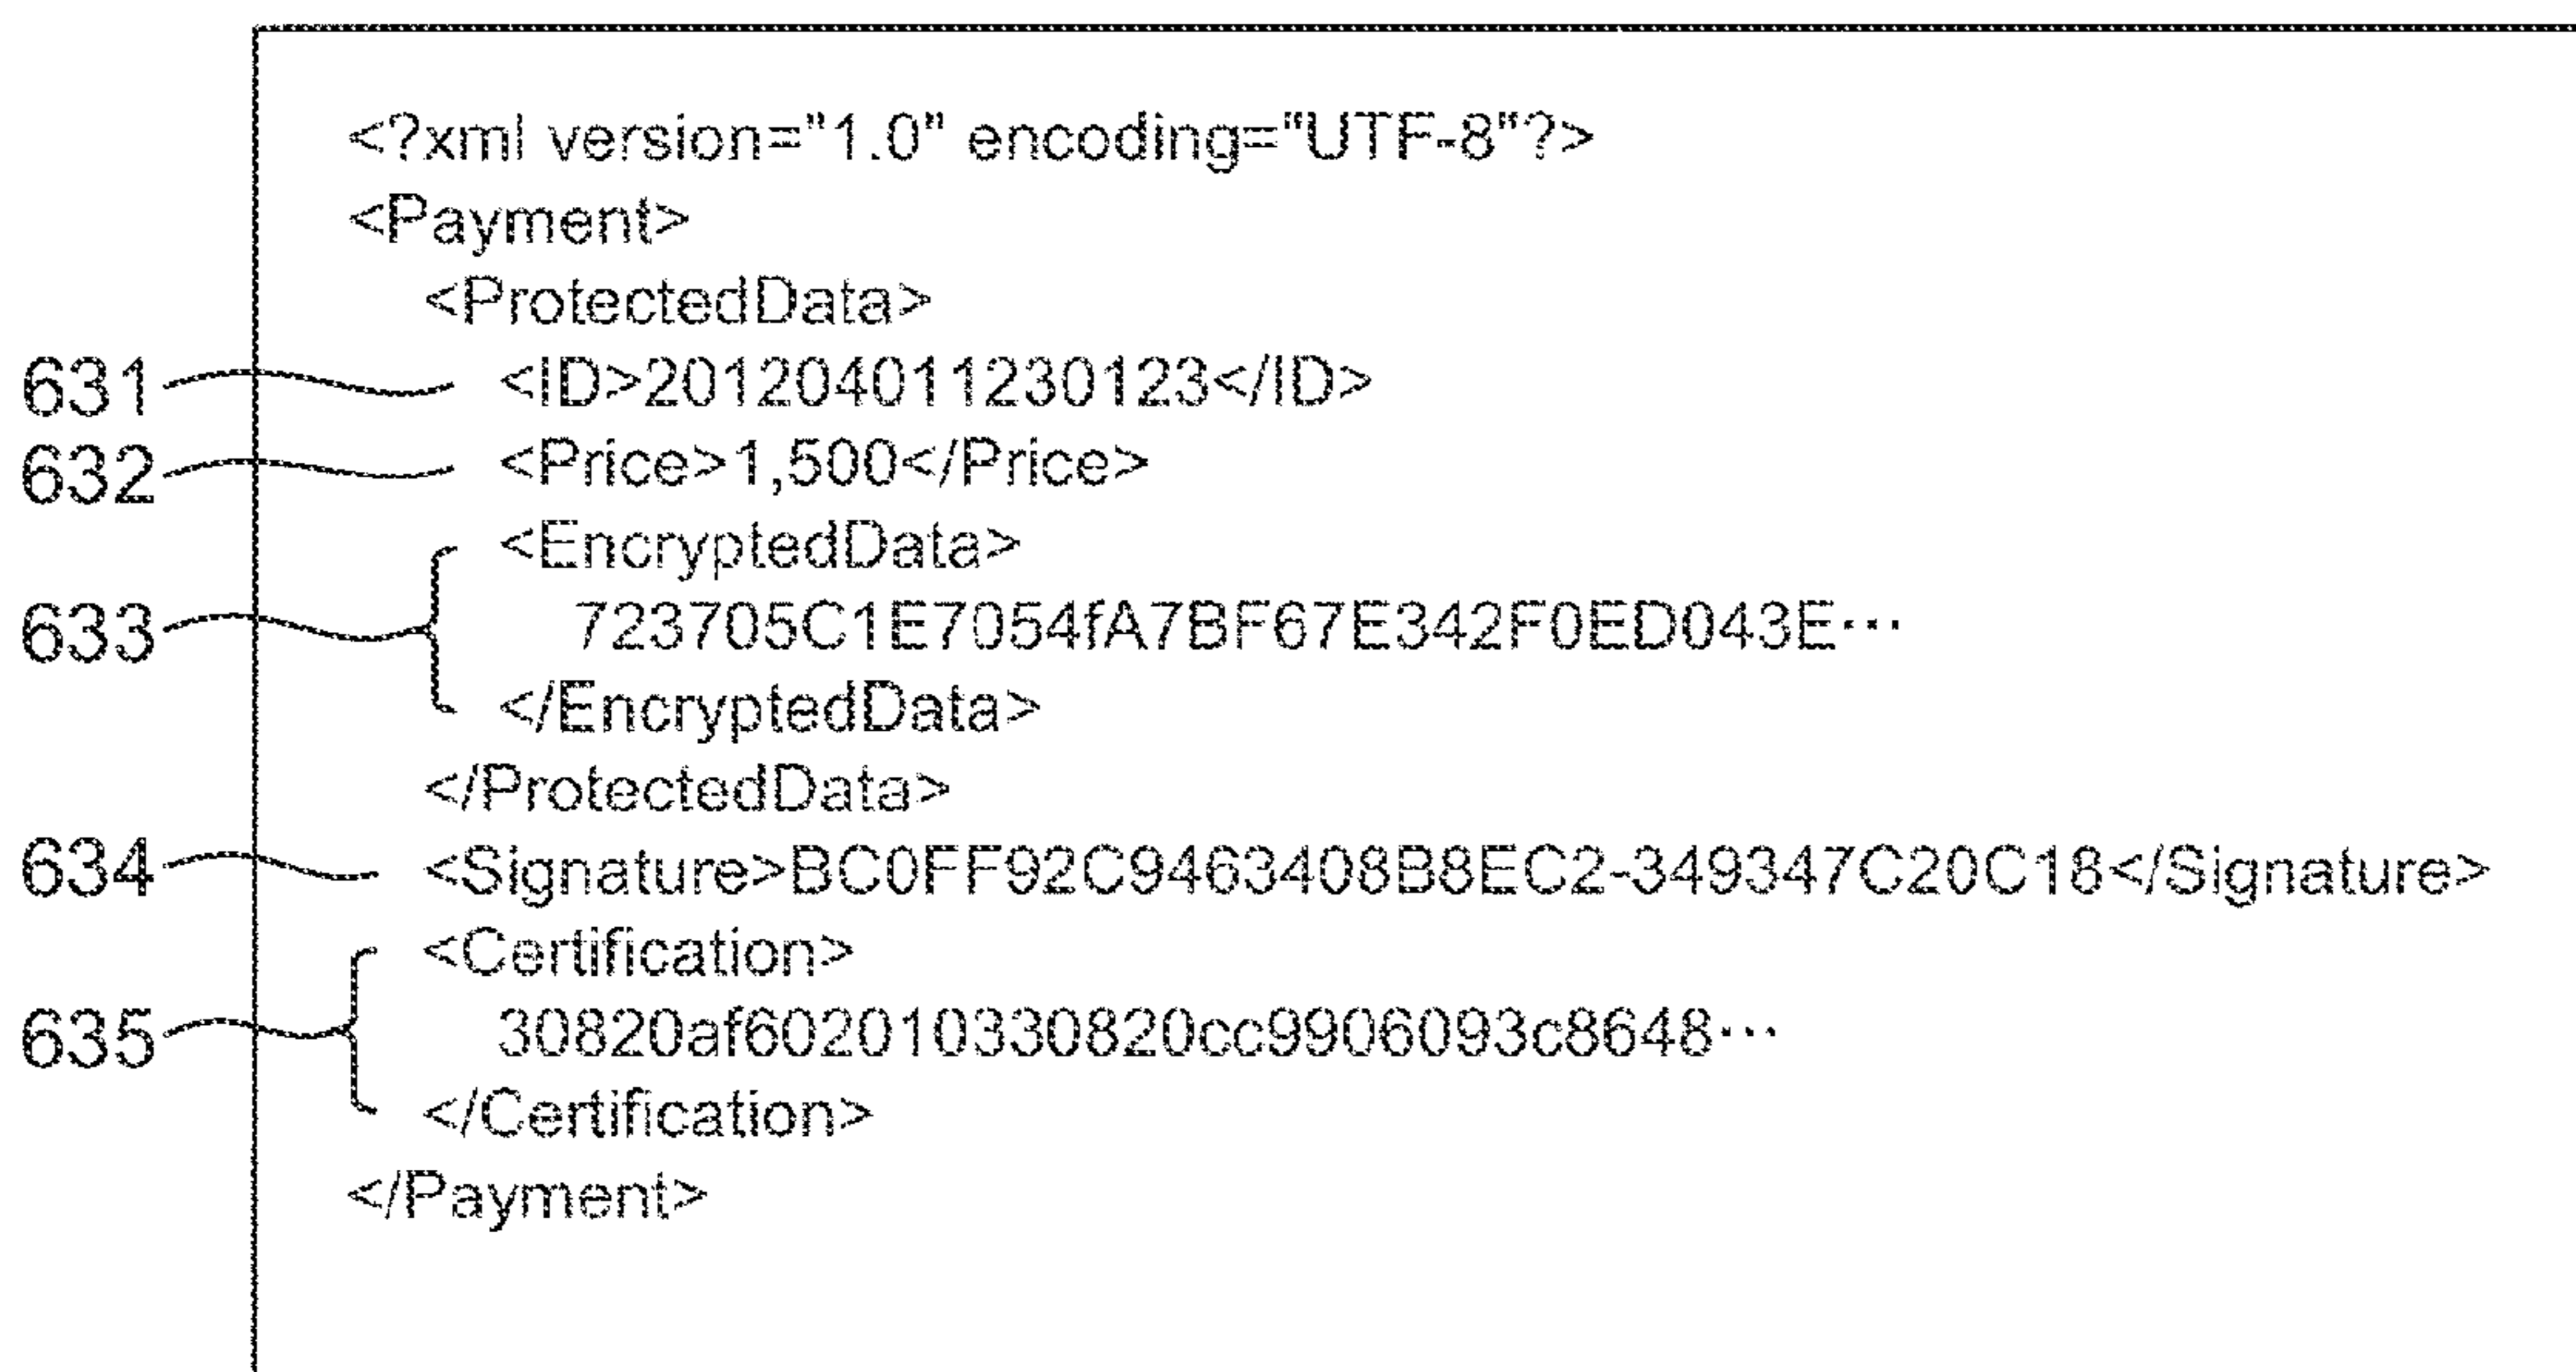 <?xml version="1.0" encoding="UTF-8"?>
<Payment>
<ProtectedData>
631 <ID>201204011230123</ID>
632 <Price>1,500</Price>
<EncryptedData>
633 723705C1E7054fA7BF67E342F0ED043E···
</EncryptedData>
</ProtectedData>
634 <Signature>BC0FF92C9463408B8EC2-349347C20C18</Signature>
<Certification>
635 30820af602010330820cc9906093c8648···
</Certification>
</Payment>